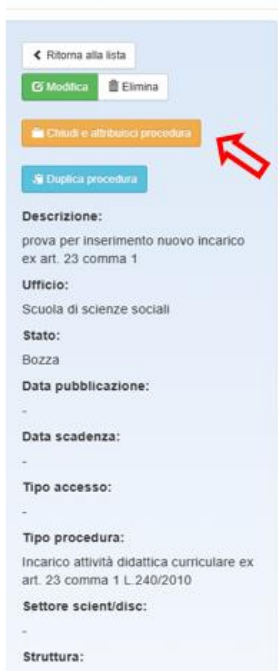 Ritorna alla lista
Modifica Elimina
Chiudi e attribuisci procedura
Duplica procedura
Descrizione:
prova per inserimento nuovo incarico
ex art. 23 comma 1
Ufficio:
Scuola di scienze sociali
Stato:
Bozza
Data pubblicazione:
-
Data scadenza:
-
Tipo accesso:
-
Tipo procedura:
Incarico attività didattica curriculare ex
art. 23 comma 1 L.240/2010
Settore scient/disc:
-
Struttura: